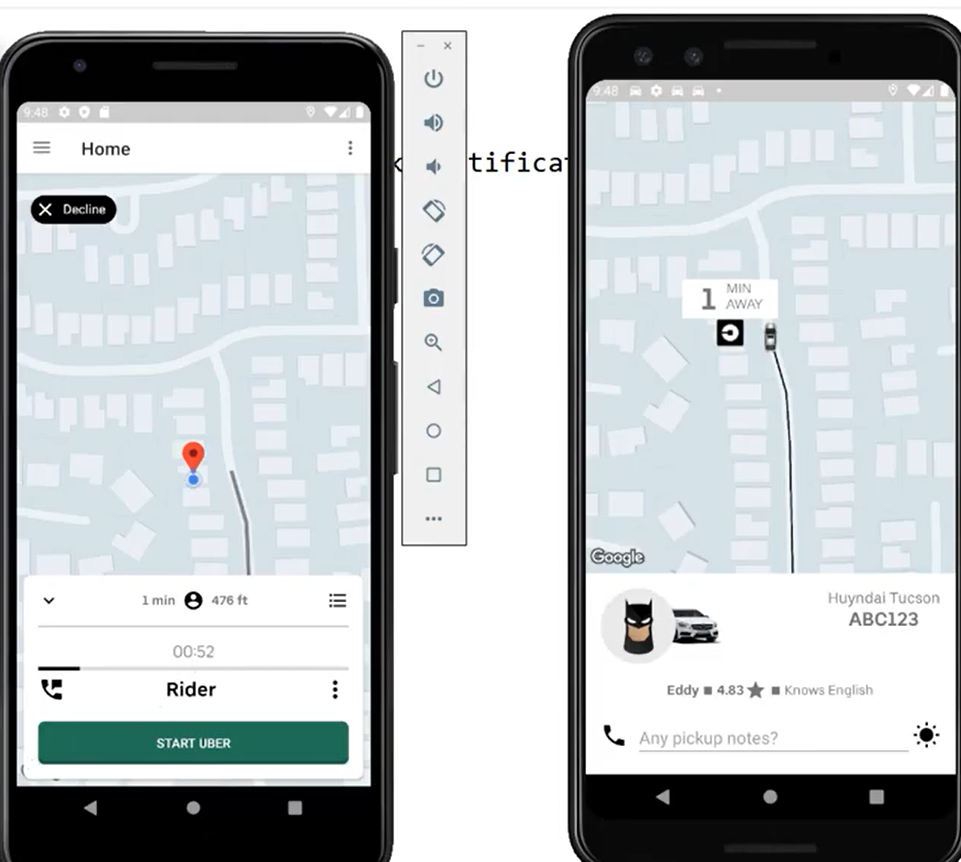 9:48
Home
Decline
1 min 476 ft
00:52
Rider
START UBER
tificat
9:48
1 MIN
AWAY
Google
Huyndai Tucson
ABC123
Eddy ■ 4.83 ★ ■ Knows English
Any pickup notes?